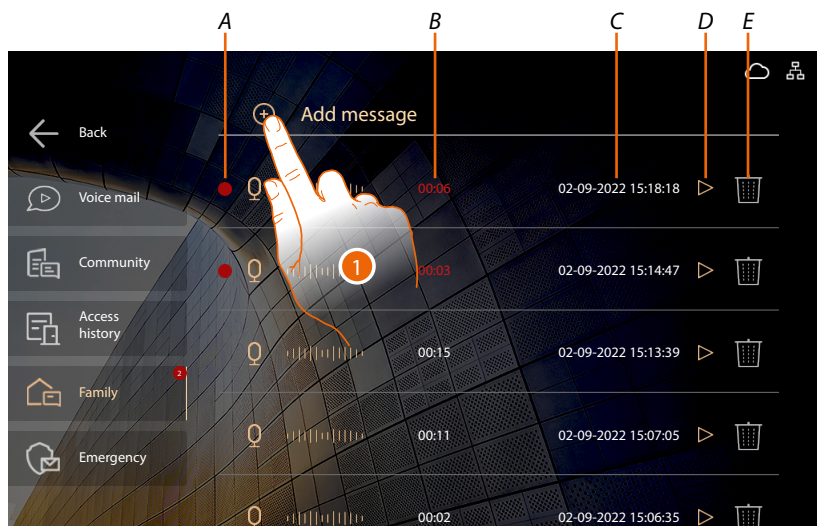 A B C D E
Add message
Back
00:06 02-09-2022 15:18:18
Voice mail
Community
00:03 02-09-2022 15:14:47
1
Access
history
00:15 02-09-2022 15:13:39
2
Family
00:11 02-09-2022 15:07:05
Emergency
00:02 02-09-2022 15:06:35